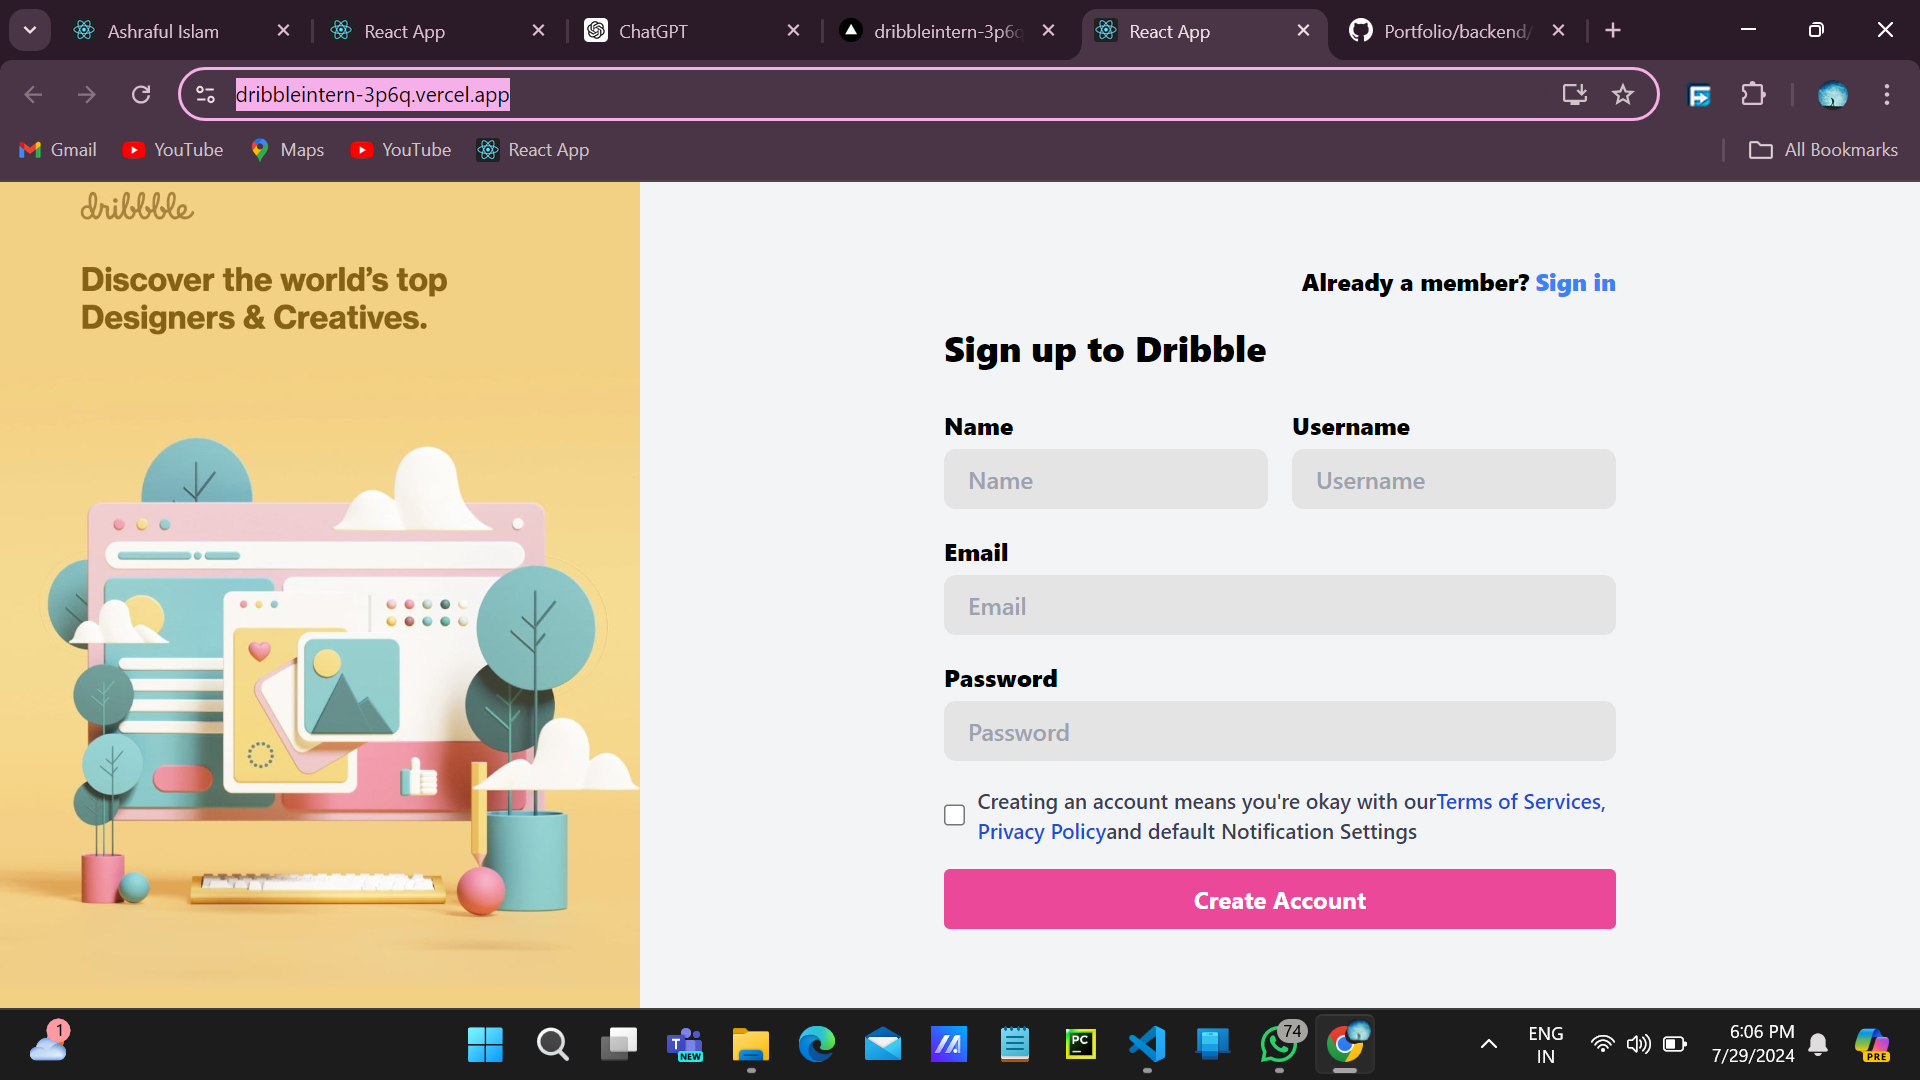 Ashraful Islam
React App
ChatGPT
dribbleintern-3p6q
React App
Portfolio/backend/
dribbleintern-3p6q.vercel.app
Gmail
YouTube
Maps
YouTube
React App
All Bookmarks
dribbble
Discover the world's top
Designers & Creatives.
Already a member? Sign in
Sign up to Dribble
Name
Username
Name
Username
Email
Email
Password
Password
Creating an account means you're okay with ourTerms of Services,
Privacy Policyand default Notification Settings
Create Account
1
T
NEW
PC
74
ENG
IN
6:06 PM
7/29/2024
PRE